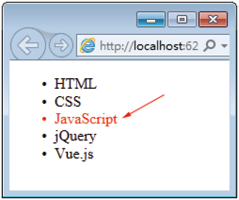 http://localhost:62
• HTML
• CSS
• JavaScript
• jQuery
• Vue.js